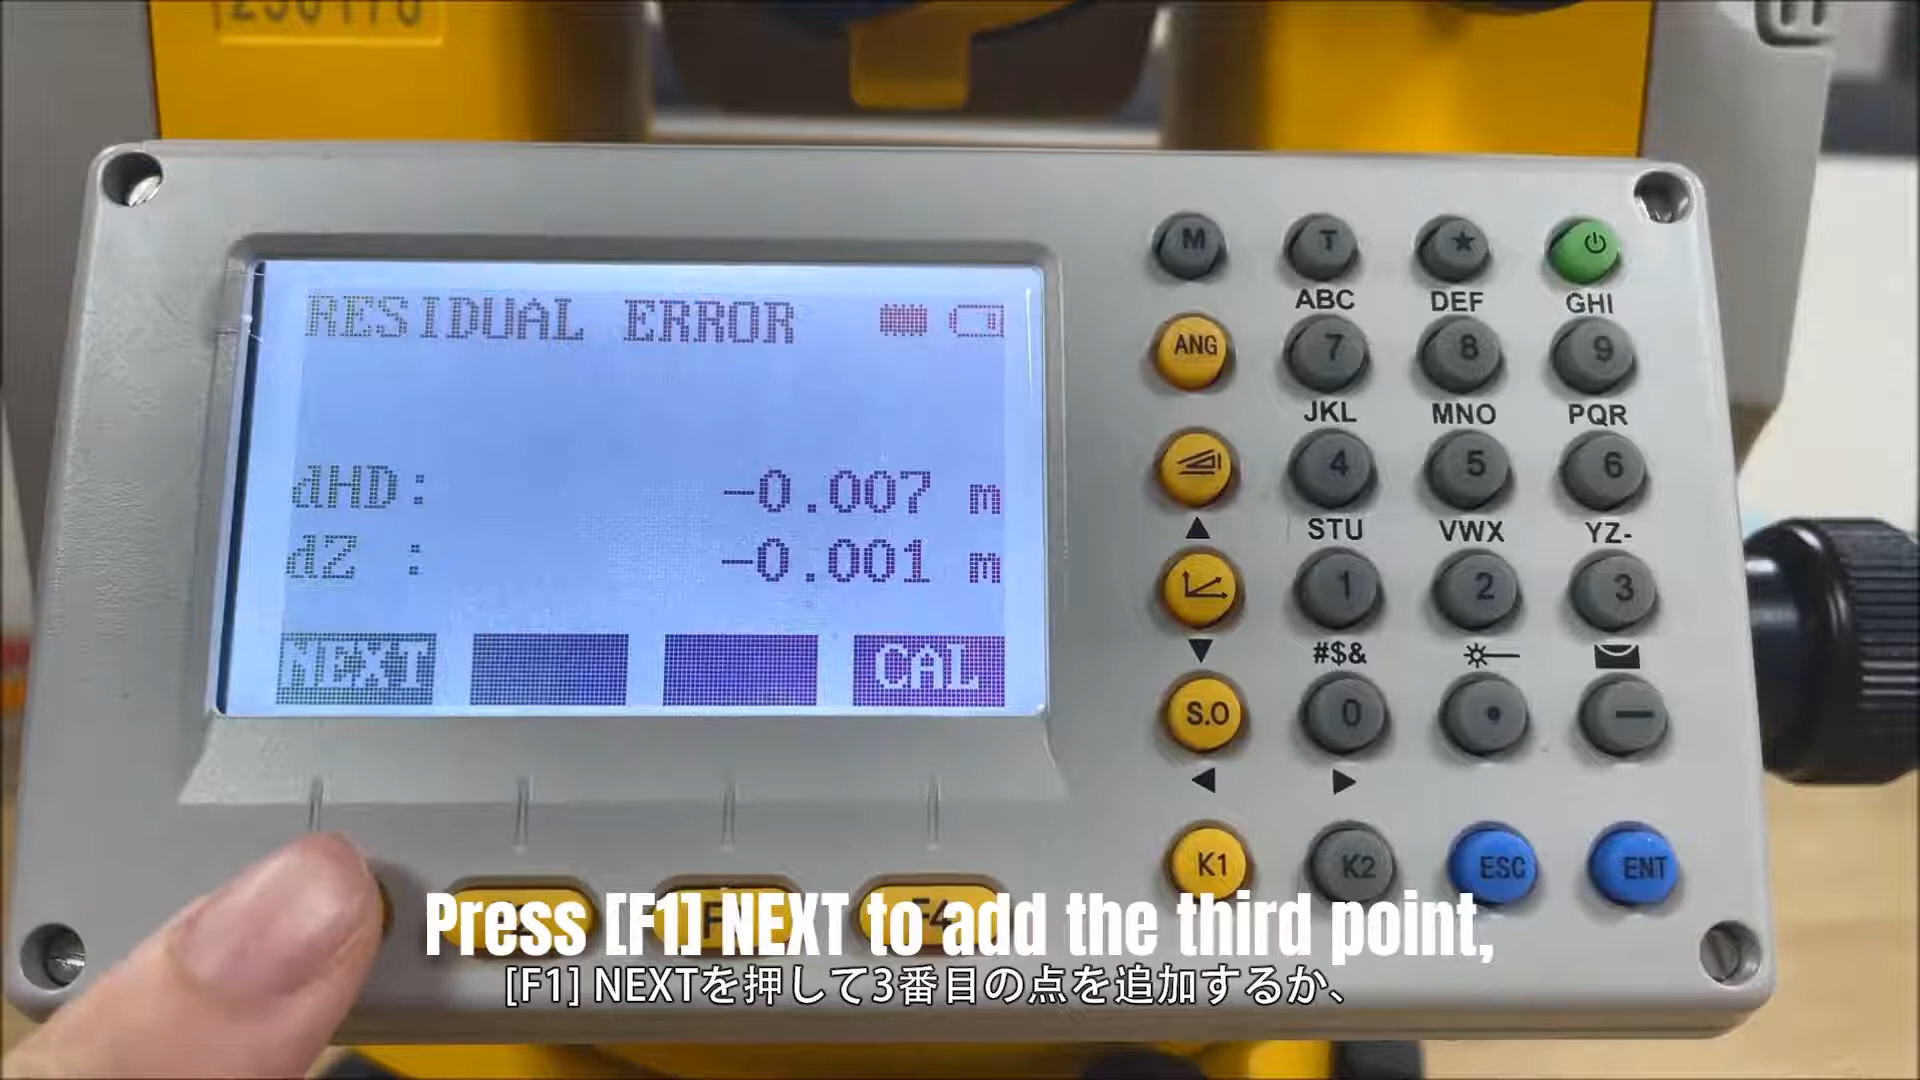 RESIDUAL ERROR
dHD: -0.007 m
dZ : -0.001 m
NEXT CAL
M T ★
ABC DEF GHI
ANG 7 8 9
JKL MNO PQR
4 5 6
▲ STU VWX YZ-
1 2 3
▼ #$&
S.O 0 • —
◀ ▶
K1 K2 ESC ENT
F4
Press [F1] NEXT to add the third point,
[F1] NEXTを押して3番目の点を追加するか、